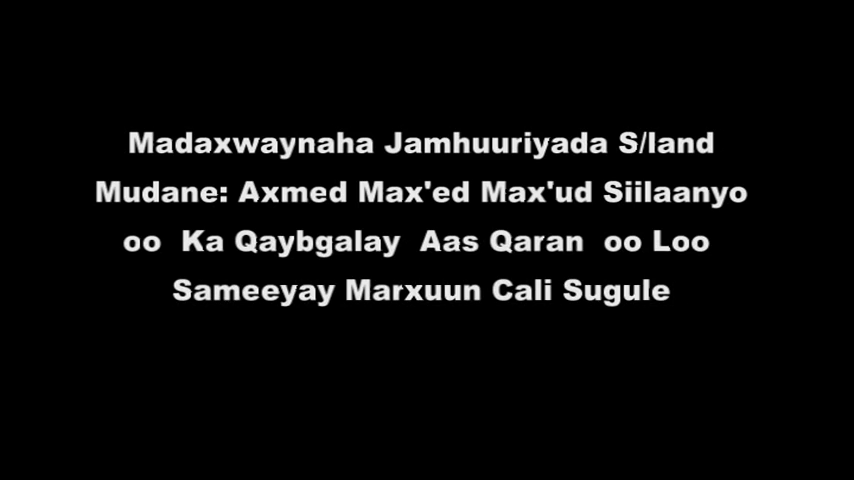 Madaxwaynaha Jamhuuriyada S/land
Mudane: Axmed Max'ed Max'ud Siilaanyo
oo Ka Qaybgalay Aas Qaran oo Loo
Sameeyay Marxuun Cali Sugule